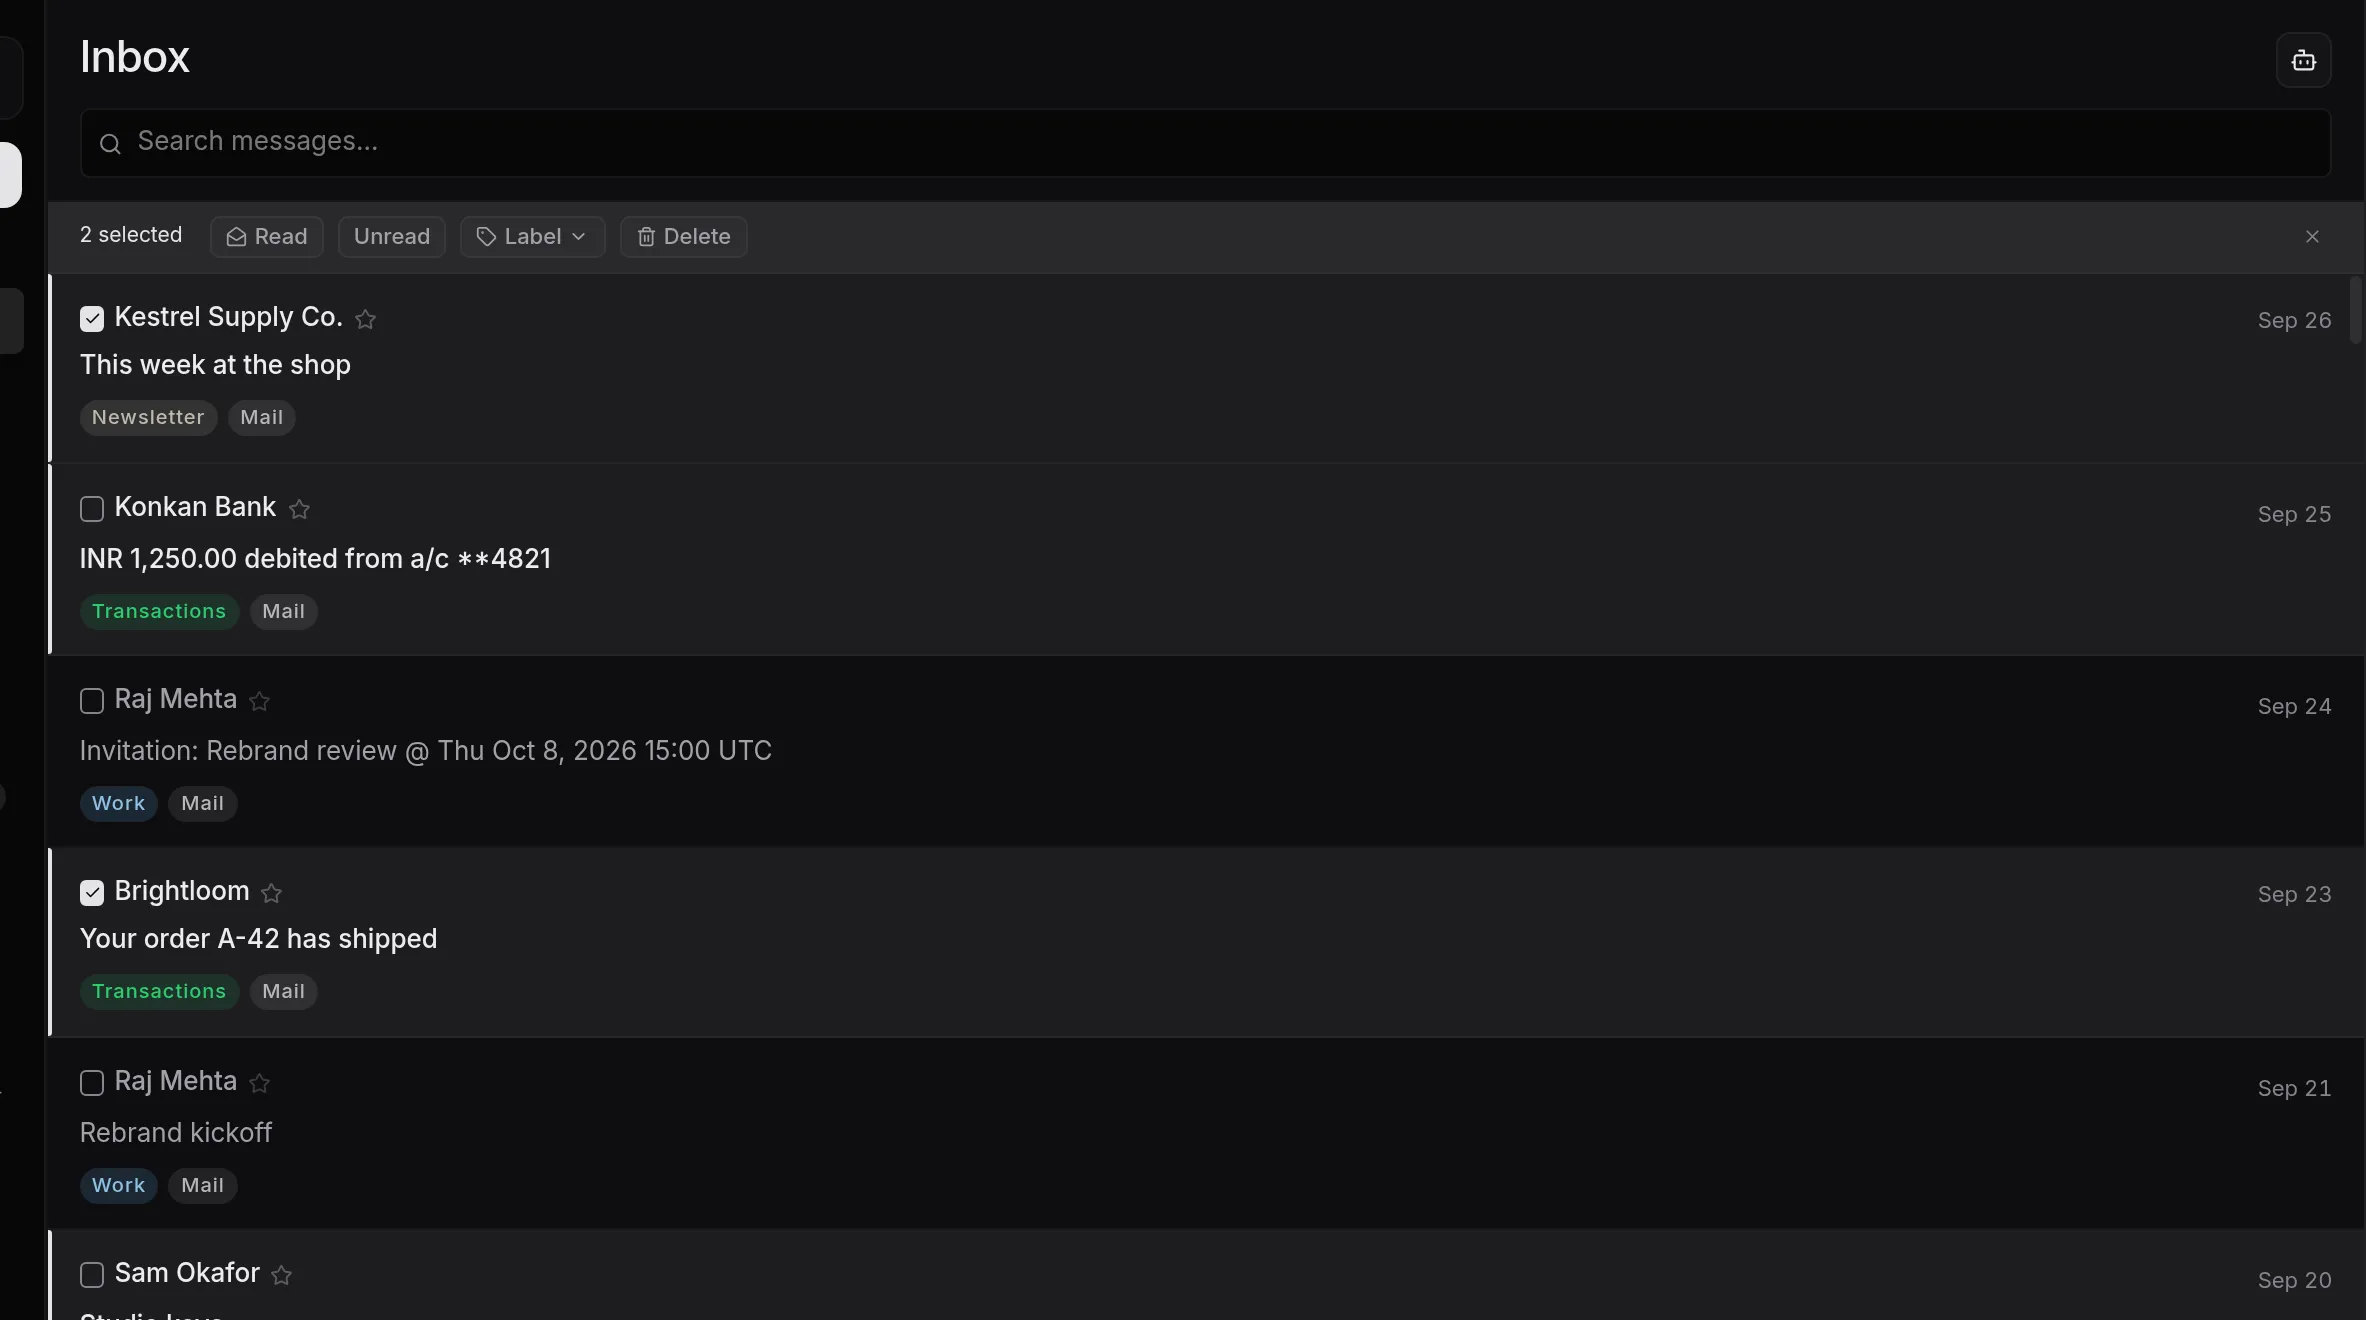 Inbox
Search messages...
2 selected Read Unread Label Delete
Kestrel Supply Co. Sep 26
This week at the shop
Newsletter Mail
Konkan Bank Sep 25
INR 1,250.00 debited from a/c **4821
Transactions Mail
Raj Mehta Sep 24
Invitation: Rebrand review @ Thu Oct 8, 2026 15:00 UTC
Work Mail
Brightloom Sep 23
Your order A-42 has shipped
Transactions Mail
Raj Mehta Sep 21
Rebrand kickoff
Work Mail
Sam Okafor Sep 20